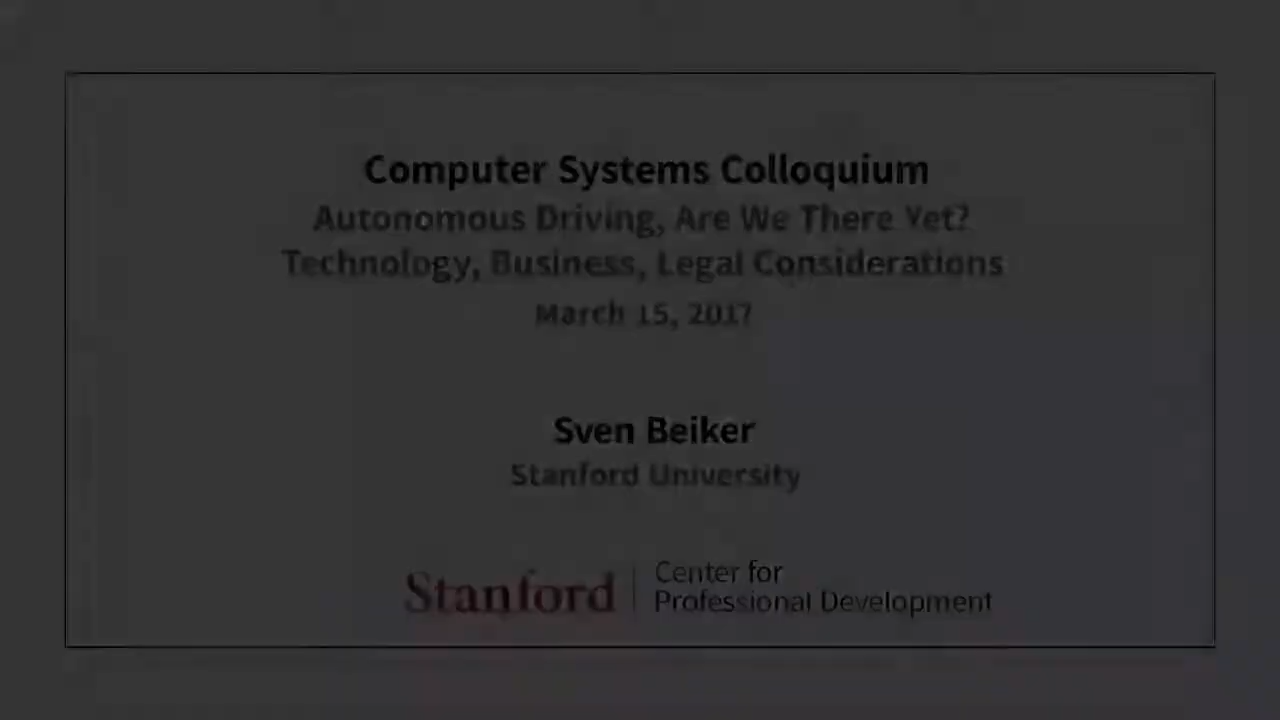 Computer Systems Colloquium
Autonomous Driving, Are We There Yet?
Technology, Business, Legal Considerations
March 15, 2017
Sven Beiker
Stanford University
Stanford
Center for
Professional Development